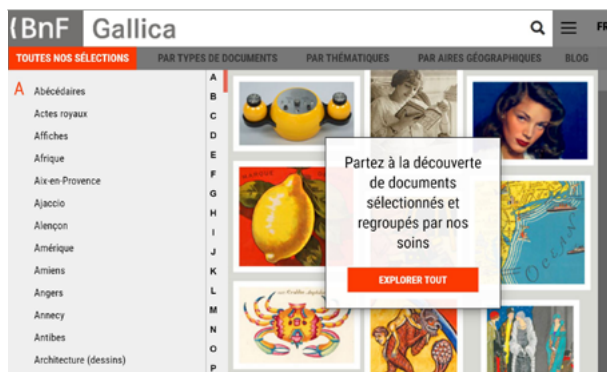 BnF Gallica
FR
TOUTES NOS SÉLECTIONS PAR TYPES DE DOCUMENTS PAR THÉMATIQUES PAR AIRES GÉOGRAPHIQUES BLOG
A Abécédaires
Actes royaux
Affiches
Afrique
Aix-en-Provence
Ajaccio
Alençon
Amérique
Amiens
Angers
Annecy
Antibes
Architecture (dessins)
A
B
C
D
E
F
G
H
I
J
K
L
M
N
O
P
Partez à la découverte
de documents
sélectionnés et
regroupés par nos
soins
EXPLORER TOUT
OCEAN